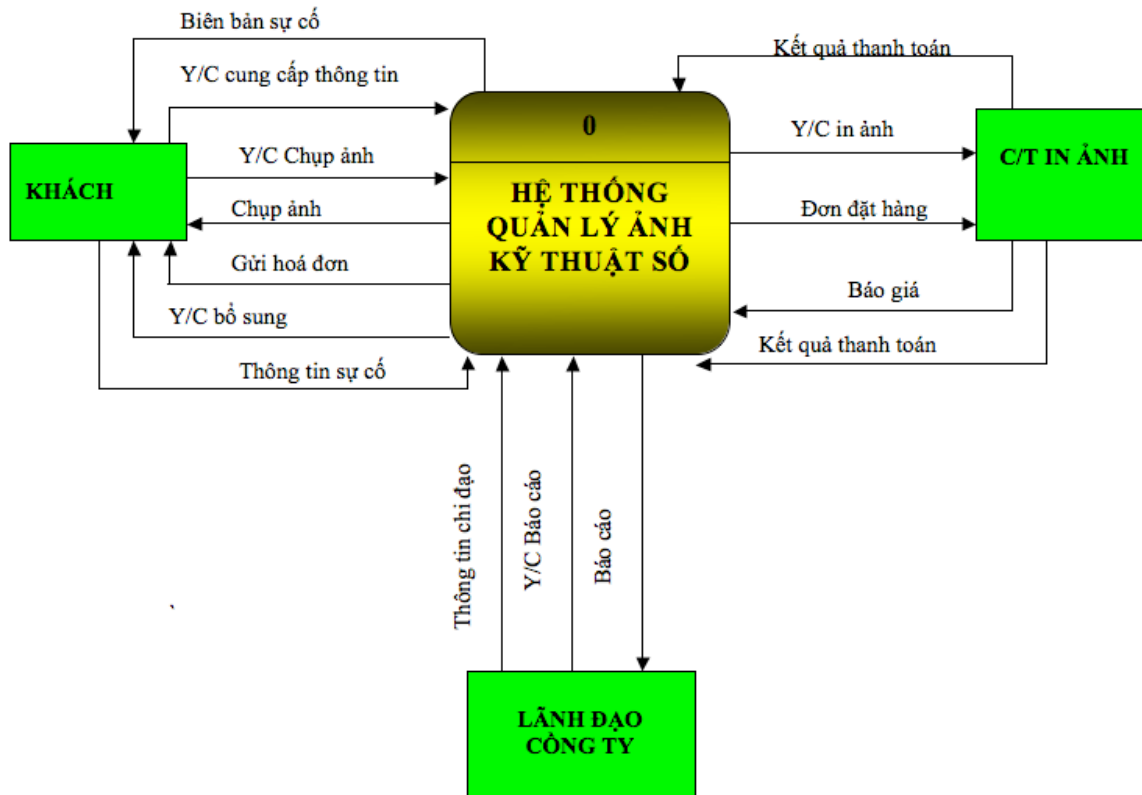 Biên bản sự cố
Kết quả thanh toán
Y/C cung cấp thông tin
0
Y/C in ảnh
C/T IN ẢNH
Y/C Chụp ảnh
KHÁCH
HỆ THỐNG
QUẢN LÝ ẢNH
KỸ THUẬT SỐ
Chụp ảnh
Đơn đặt hàng
Gửi hoá đơn
Báo giá
Y/C bổ sung
Kết quả thanh toán
Thông tin sự cố
Thông tin chi đạo
Y/C Báo cáo
Báo cáo
LÃNH ĐẠO
CÔNG TY